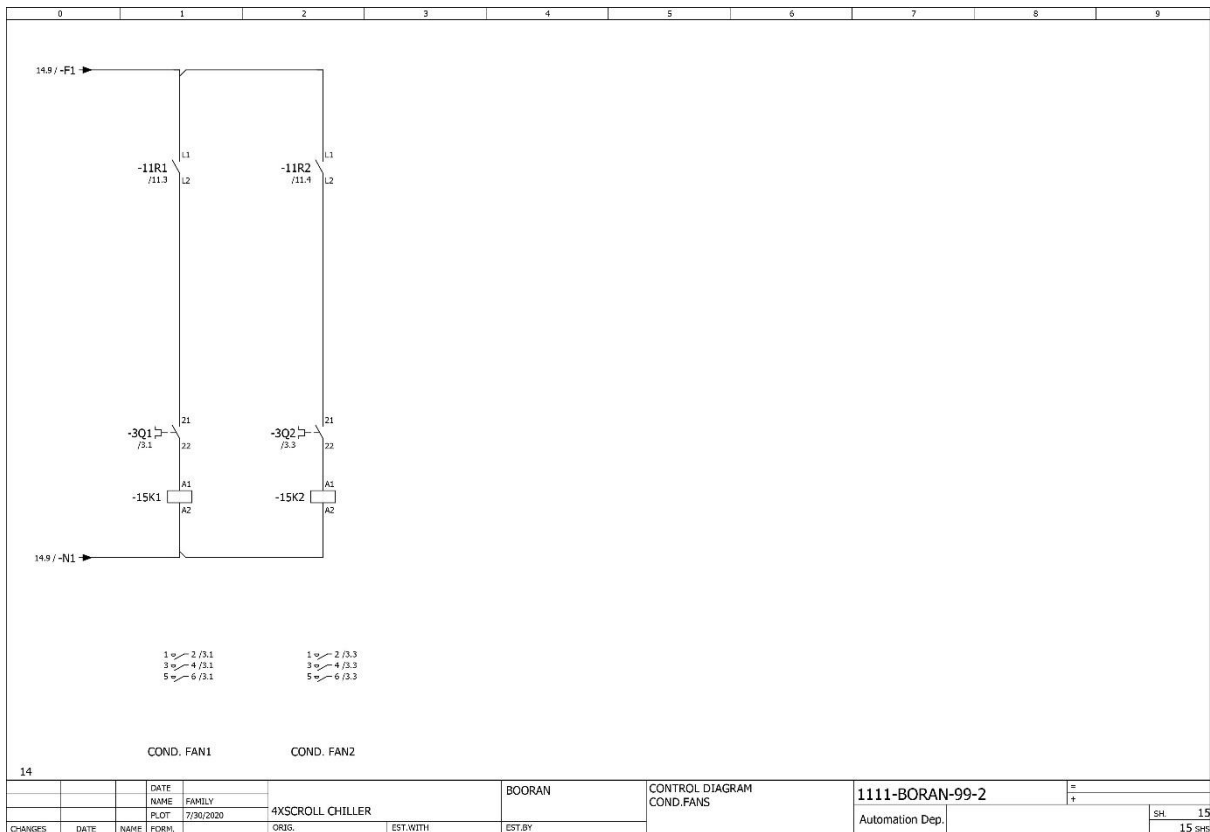 0 1 2 3 4 5 6 7 8 9
14.9 / -F1
L1 L1
-11R1 -11R2
/11.3 L2 /11.4 L2
21 21
-3Q1 -3Q2
/3.1 22 /3.3 22
A1 A1
-15K1 -15K2
A2 A2
14.9 / -N1
1 2 /3.1 1 2 /3.3
3 4 /3.1 3 4 /3.3
5 6 /3.1 5 6 /3.3
COND. FAN1 COND. FAN2
14
DATE BOORAN CONTROL DIAGRAM 1111-BORAN-99-2 =
NAME FAMILY COND.FANS +
PLOT 7/30/2020 4XSCROLL CHILLER Automation Dep. SH. 15
CHANGES DATE NAME FORM. ORIG. EST.WITH EST.BY 15 SHS